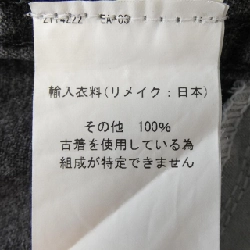 輸入衣料(リメイク:日本)
その他 100%
古着を使用している為
組成が特定できません